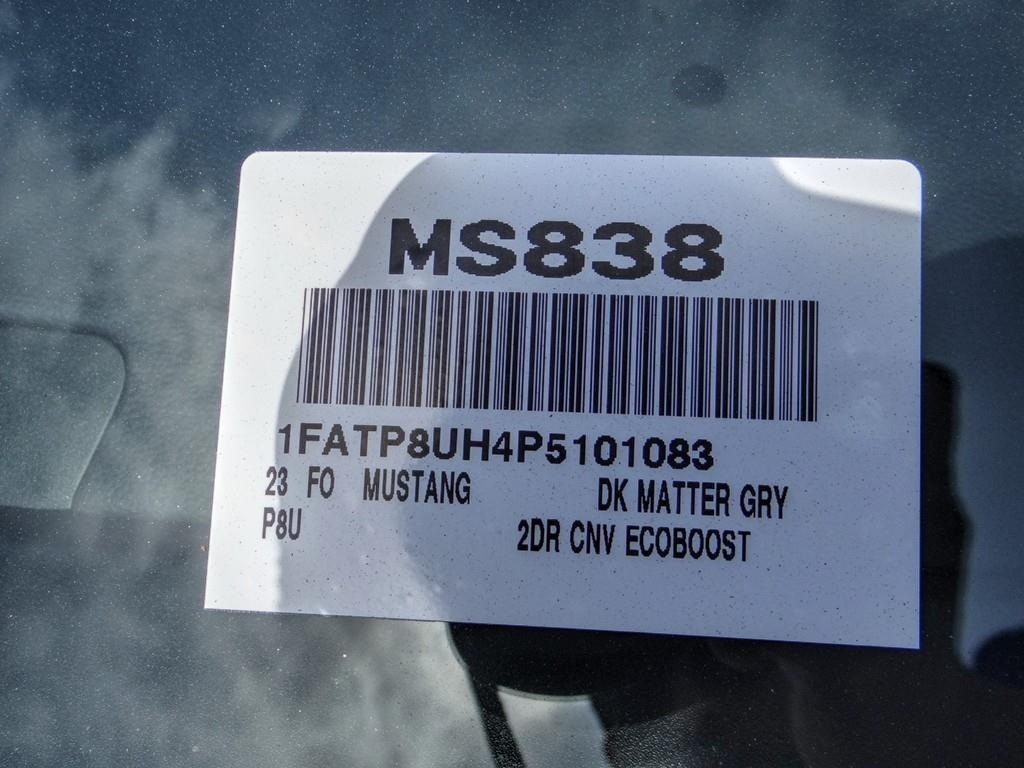 MS838
1FATP8UH4P5101083
23 FO MUSTANG DK MATTER GRY
P8U 2DR CNV ECOBOOST